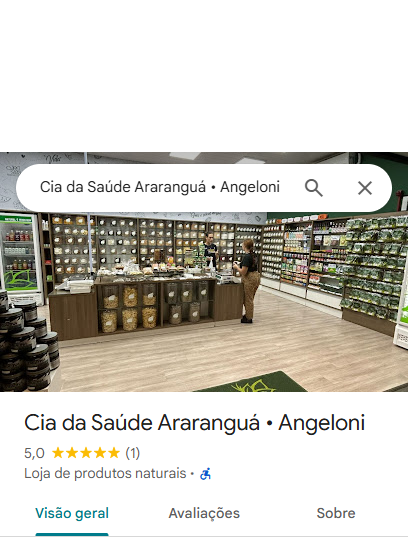 Cia da Saúde Araranguá • Angeloni
Cia da Saúde Araranguá • Angeloni
5,0 ★★★★★ (1)
Loja de produtos naturais •
Visão geral
Avaliações
Sobre